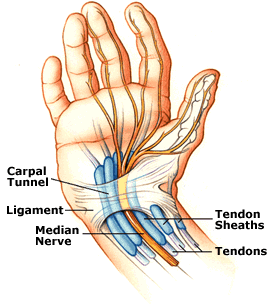 Carpal
Tunnel
Ligament
Median
Nerve
Tendon
Sheaths
Tendons